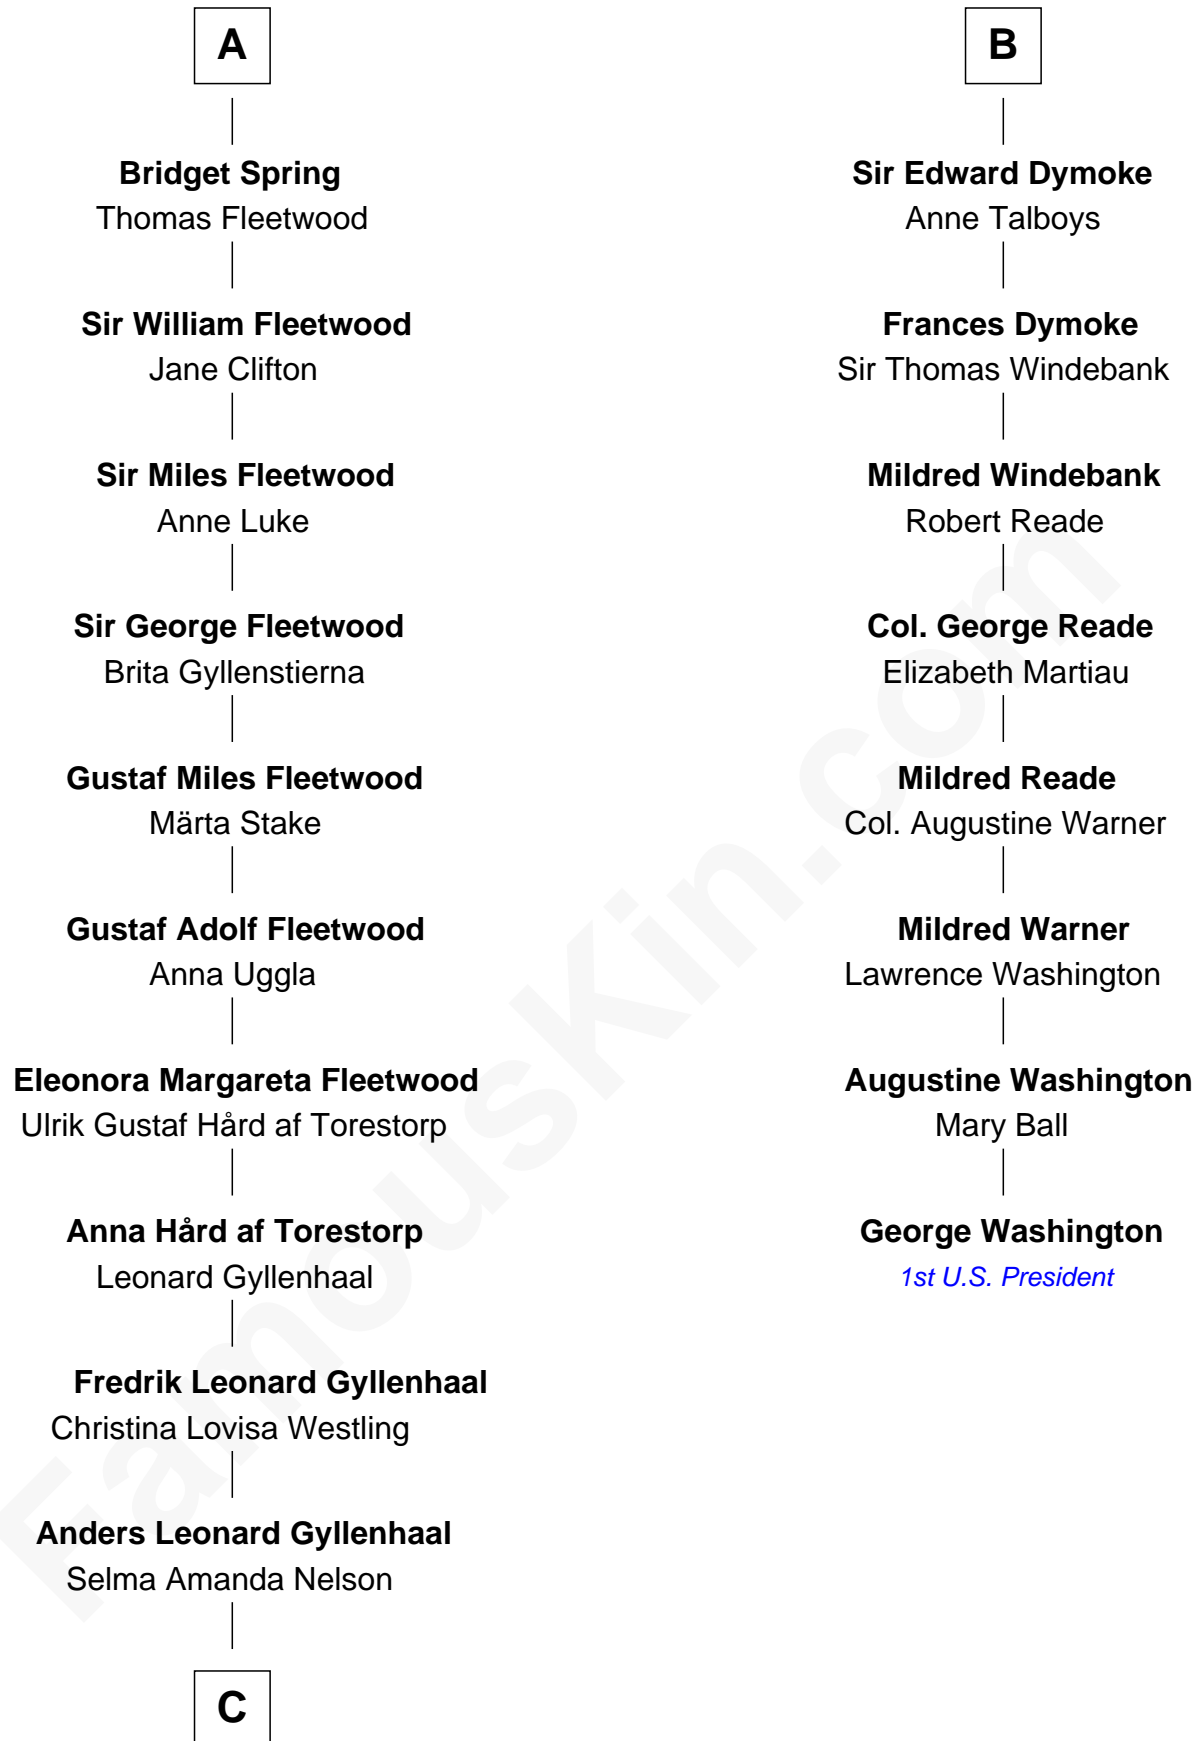 A
Bridget Spring
Thomas Fleetwood
Sir William Fleetwood
Jane Clifton
Sir Miles Fleetwood
Anne Luke
Sir George Fleetwood
Brita Gyllenstierna
Gustaf Miles Fleetwood
Märta Stake
Gustaf Adolf Fleetwood
Anna Uggla
Eleonora Margareta Fleetwood
Ulrik Gustaf Hård af Torestorp
Anna Hård af Torestorp
Leonard Gyllenhaal
Fredrik Leonard Gyllenhaal
Christina Lovisa Westling
Anders Leonard Gyllenhaal
Selma Amanda Nelson
C
B
Sir Edward Dymoke
Anne Talboys
Frances Dymoke
Sir Thomas Windebank
Mildred Windebank
Robert Reade
Col. George Reade
Elizabeth Martiau
Mildred Reade
Col. Augustine Warner
Mildred Warner
Lawrence Washington
Augustine Washington
Mary Ball
George Washington
1st U.S. President
FamousKin.com